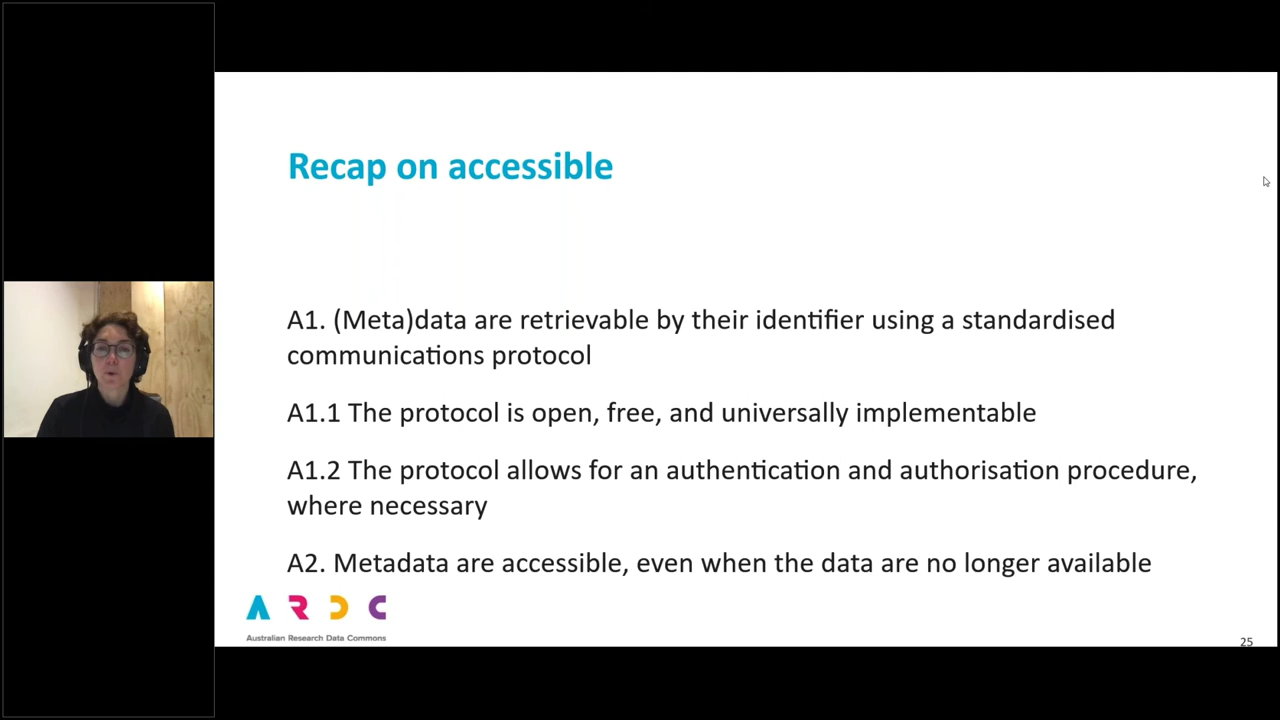 Recap on accessible
A1. (Meta)data are retrievable by their identifier using a standardised
communications protocol
A1.1 The protocol is open, free, and universally implementable
A1.2 The protocol allows for an authentication and authorisation procedure,
where necessary
A2. Metadata are accessible, even when the data are no longer available
ARDC
Australian Research Data Commons
25